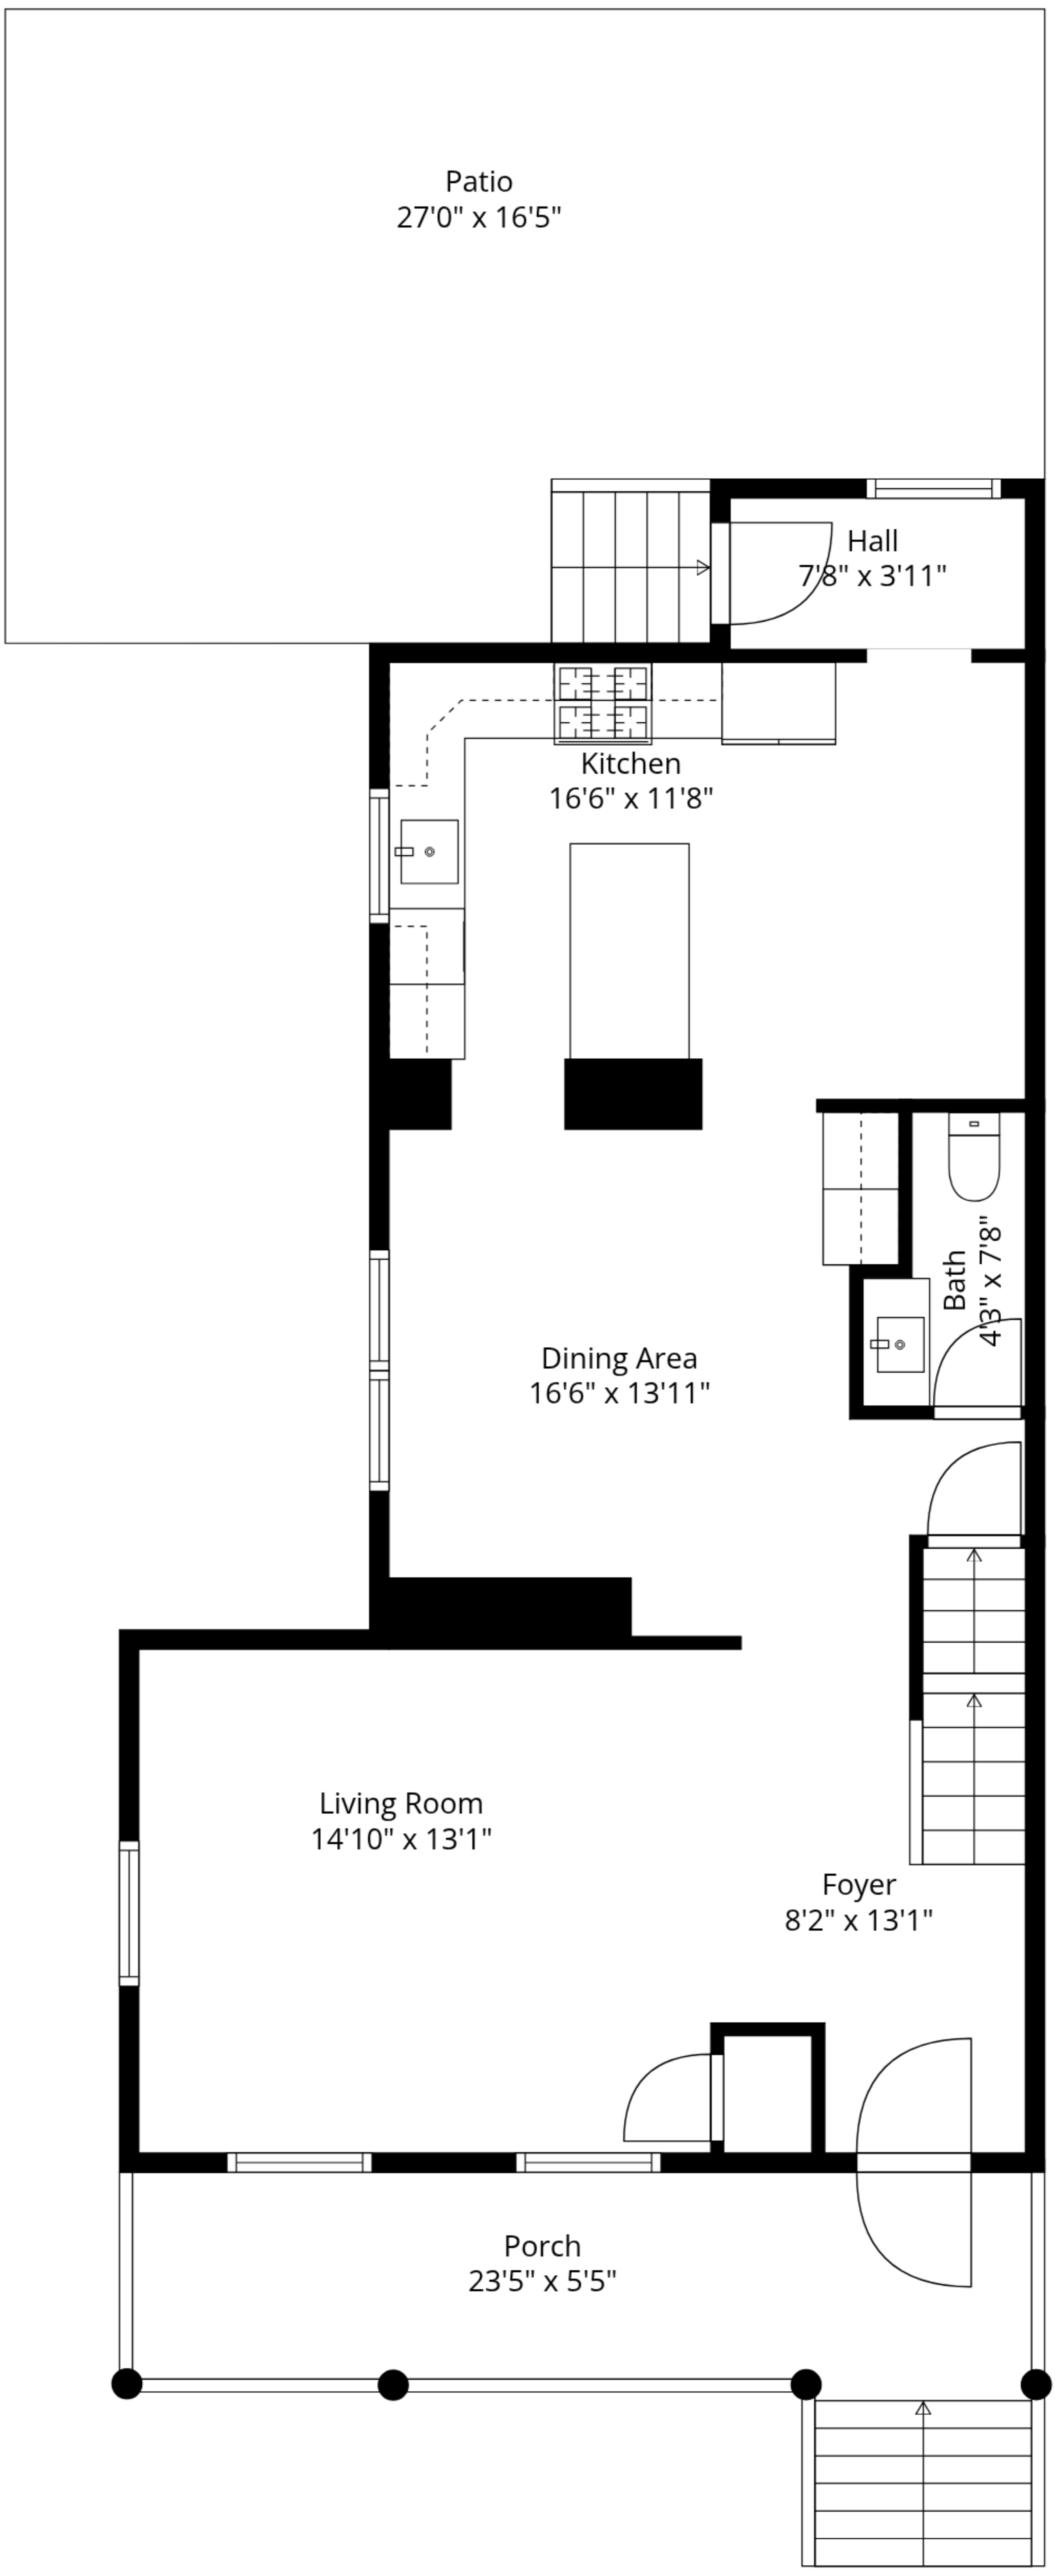 Patio
27'0" x 16'5"
Hall
7'8" x 3'11"
Kitchen
16'6" x 11'8"
Bath
4'3" x 7'8"
Dining Area
16'6" x 13'11"
Living Room
14'10" x 13'1"
Foyer
8'2" x 13'1"
Porch
23'5" x 5'5"